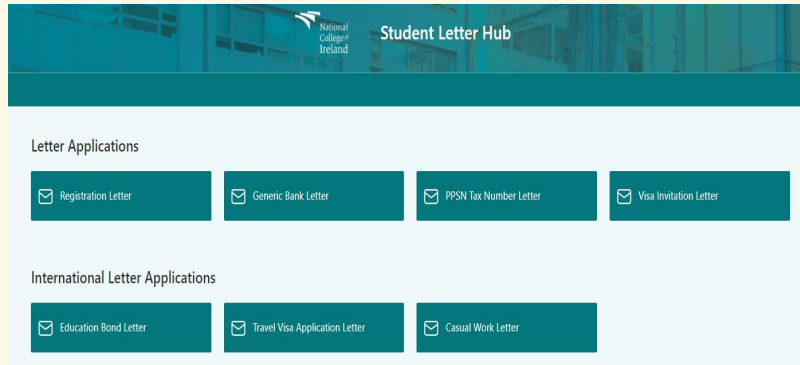 National
College of
Ireland
Student Letter Hub
Letter Applications
Registration Letter
Generic Bank Letter
PPSN Tax Number Letter
Visa Invitation Letter
International Letter Applications
Education Bond Letter
Travel Visa Application Letter
Casual Work Letter